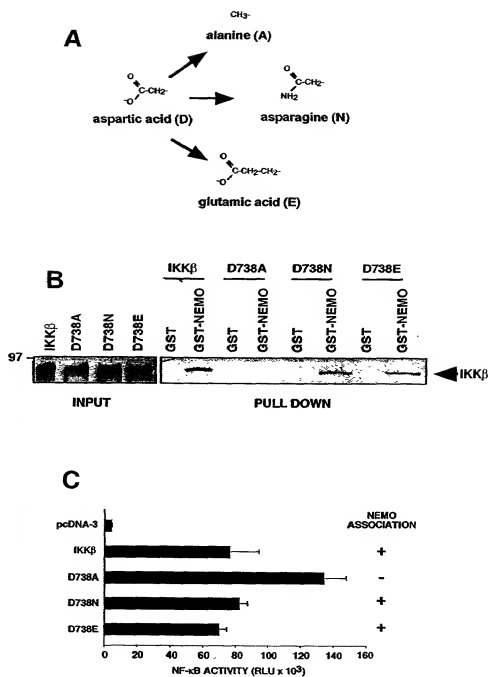 A
CH3-
alanine (A)
O
C-CH2-
-O
aspartic acid (D)
O
C-CH2-
NH2
asparagine (N)
O
C-CH2-CH2-
-O
glutamic acid (E)
B
IKKβ D738A D738N D738E
IKKβ D738A D738N D738E GST GST-NEMO GST GST-NEMO GST GST-NEMO GST GST-NEMO
97
IKKβ
INPUT PULL DOWN
C
NEMO
ASSOCIATION
pcDNA-3
IKKβ +
D738A -
D738N +
D738E +
0 20 40 60 80 100 120 140 160
NF-κB ACTIVITY (RLU x 10³)